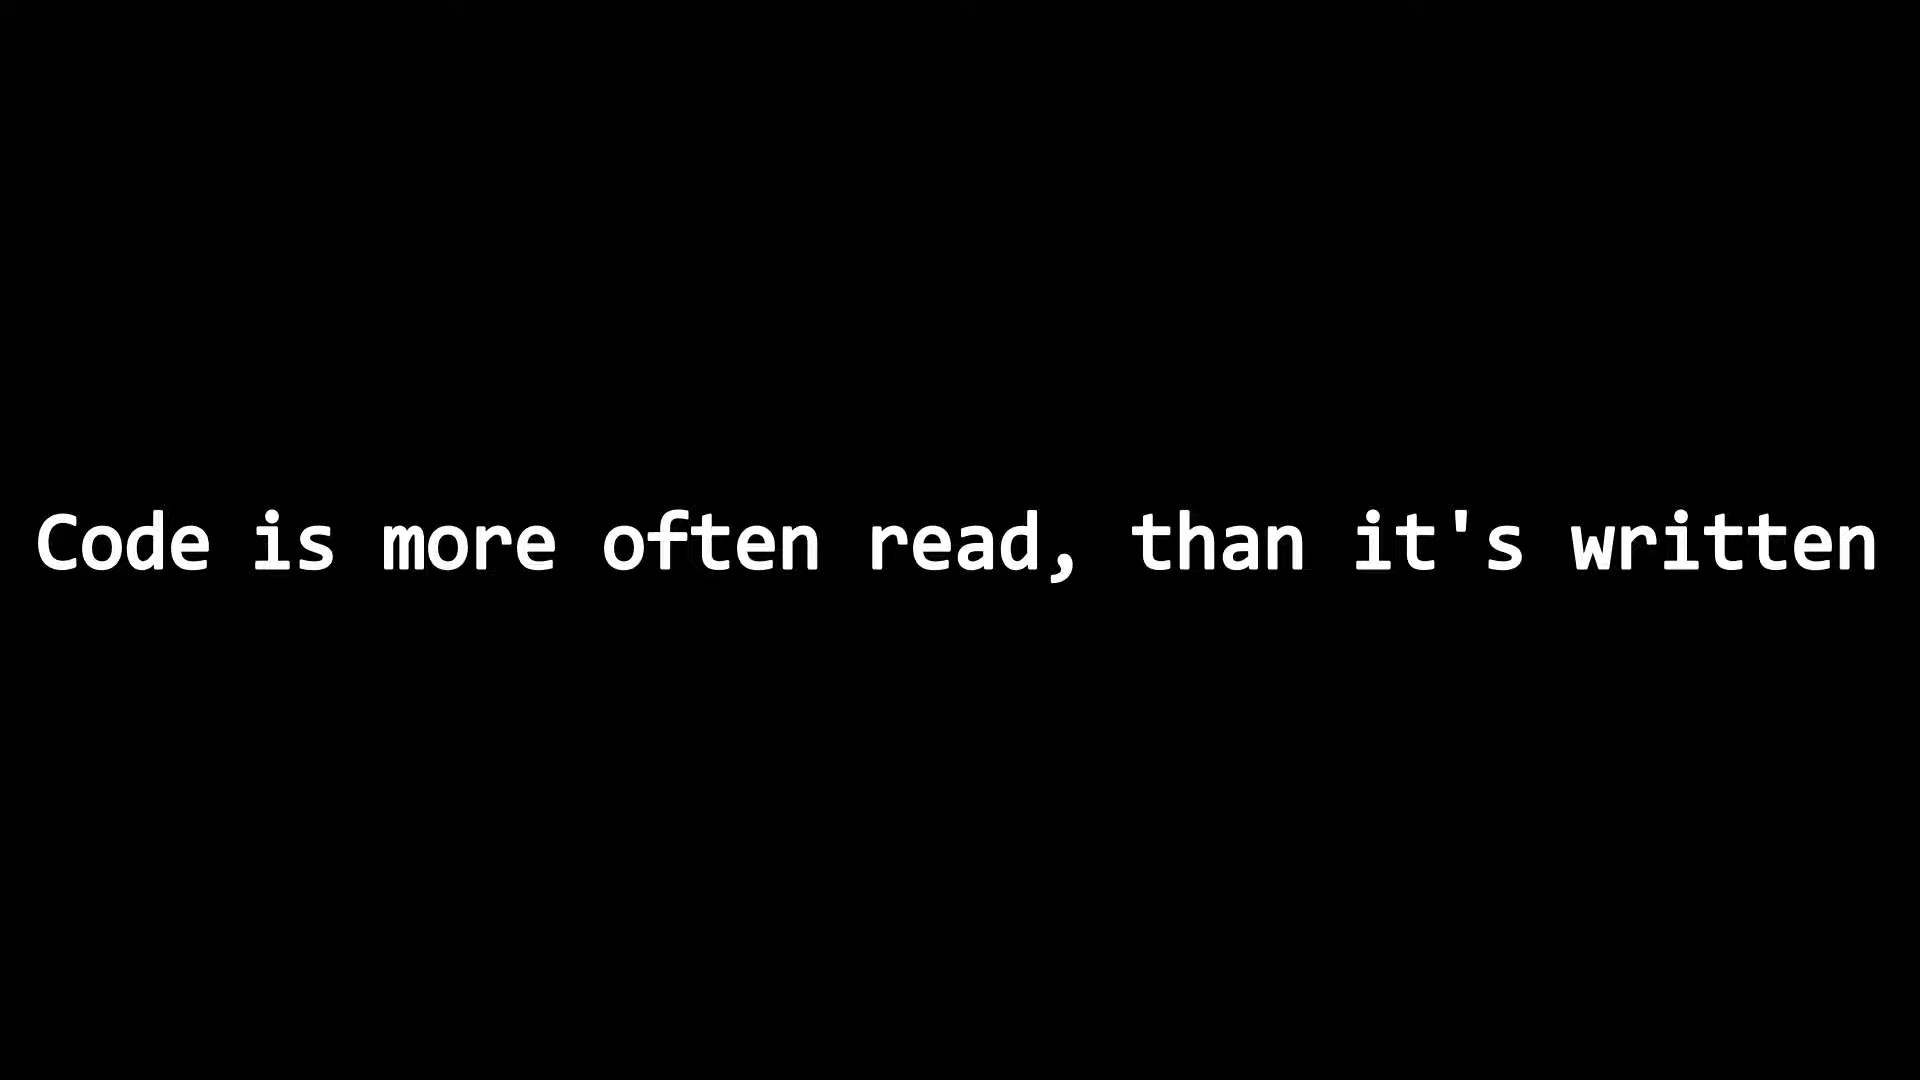 Code is more often read, than it's written